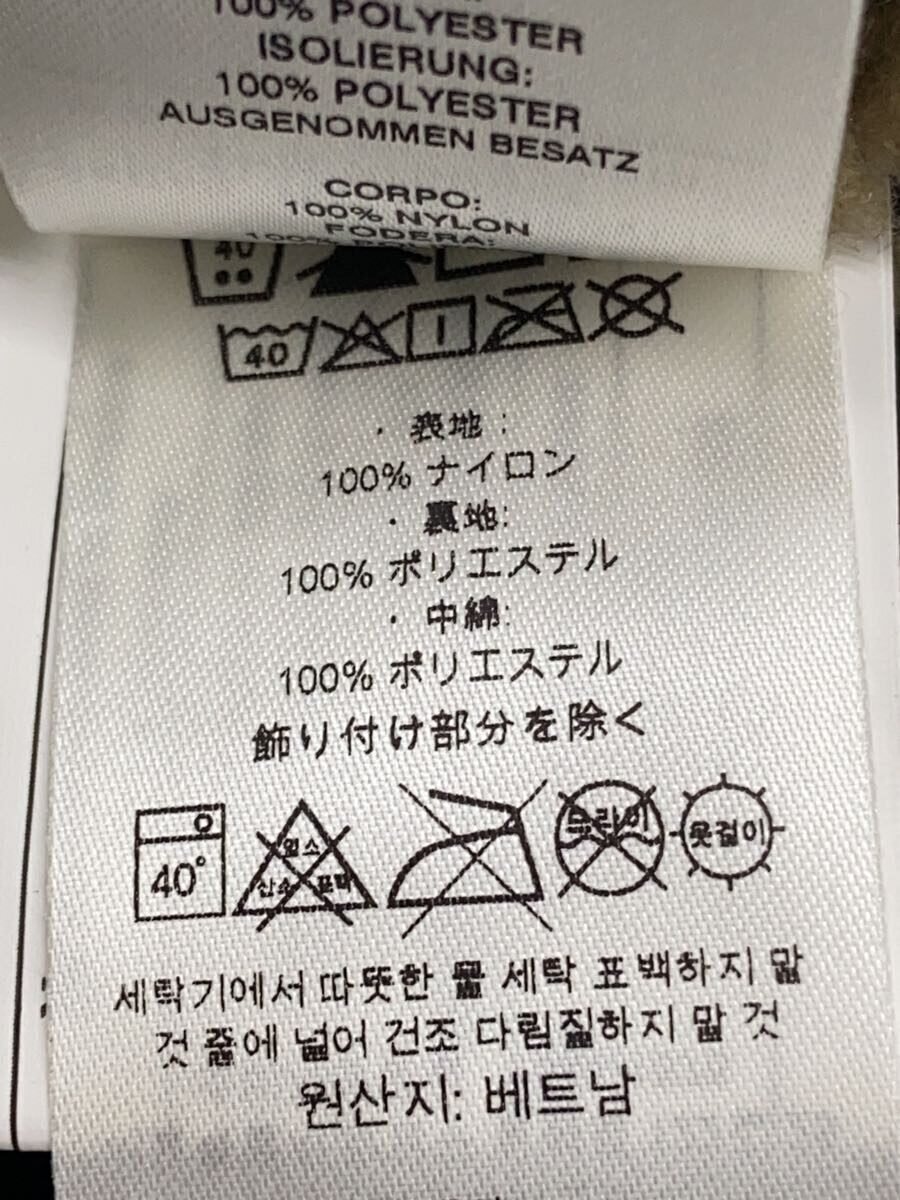 100% POLYESTER
ISOLIERUNG:
100% POLYESTER
AUSGENOMMEN BESATZ
CORPO:
100% NYLON
FODERA:
100%
40
40
・表地:
100% ナイロン
・裏地:
100% ポリエステル
・中綿:
100% ポリエステル
飾り付け部分を除く
40°
염소
산소 표백
드라이
옷걸이
세탁기에서 따뜻한 물 세탁 표백하지 말
것 줄에 널어 건조 다림질하지 말 것
원산지: 베트남